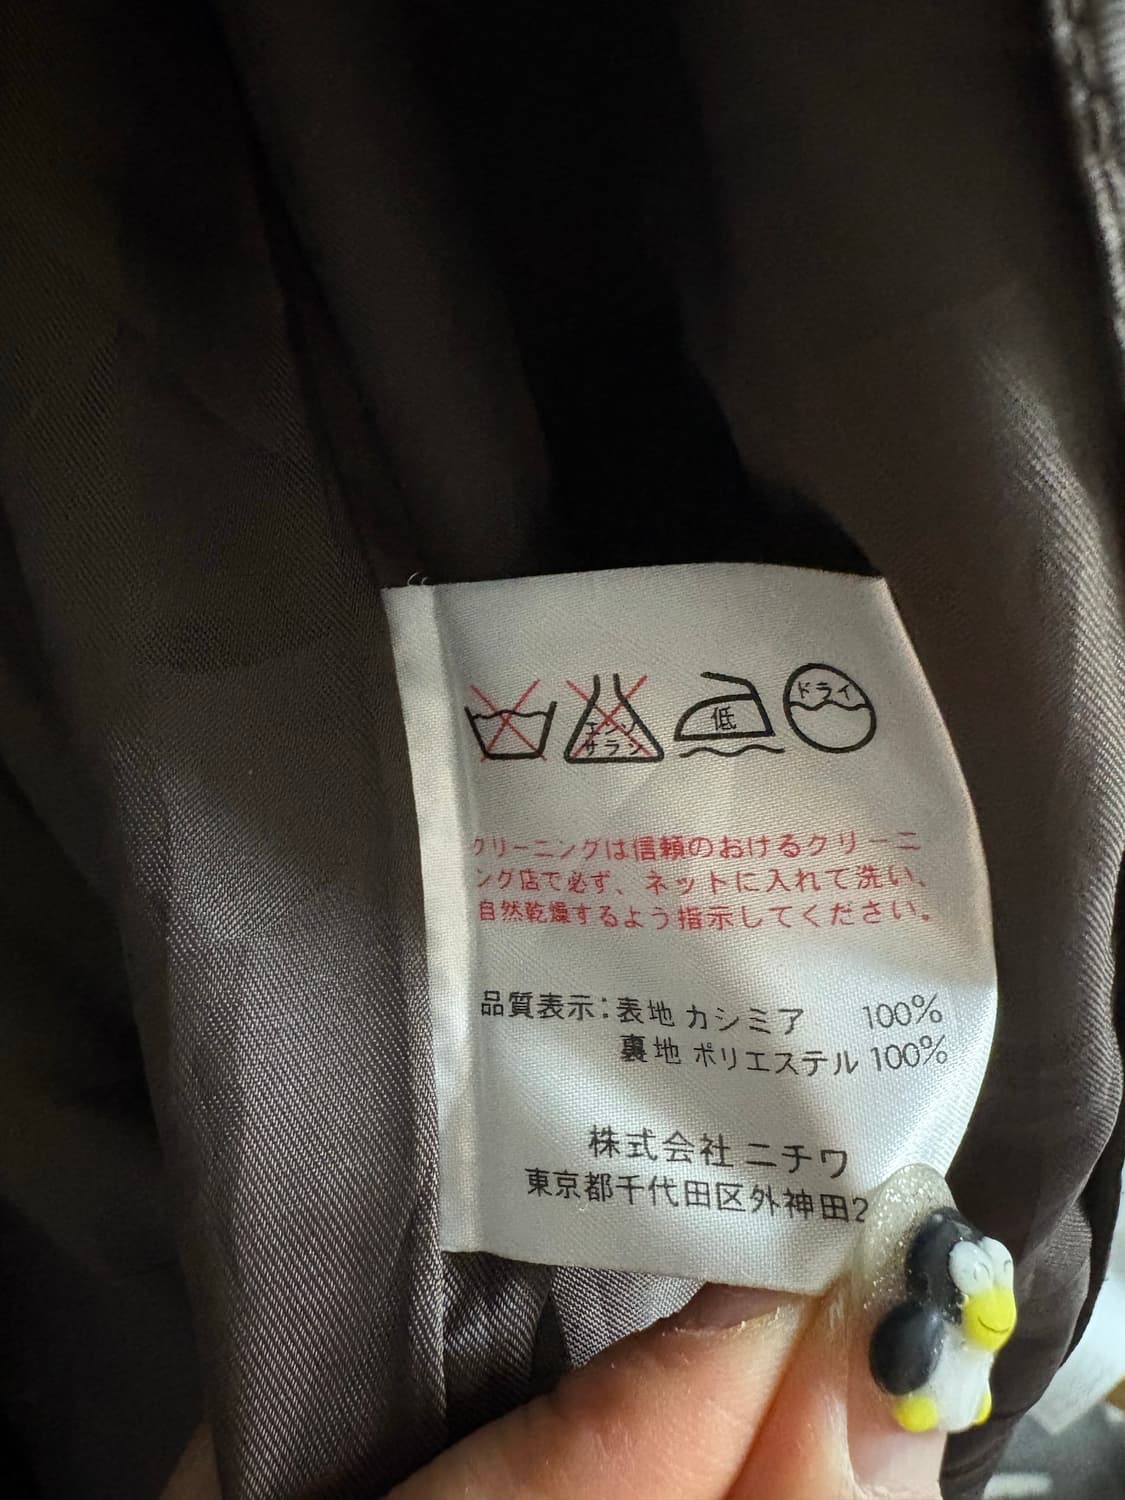 エンソ
サラシ
低
ドライ
クリーニングは信頼のおけるクリーニ
ング店で必ず、ネットに入れて洗い、
自然乾燥するよう指示してください。
品質表示：表地 カシミア 100%
裏地 ポリエステル 100%
株式会社 ニチワ
東京都千代田区外神田2